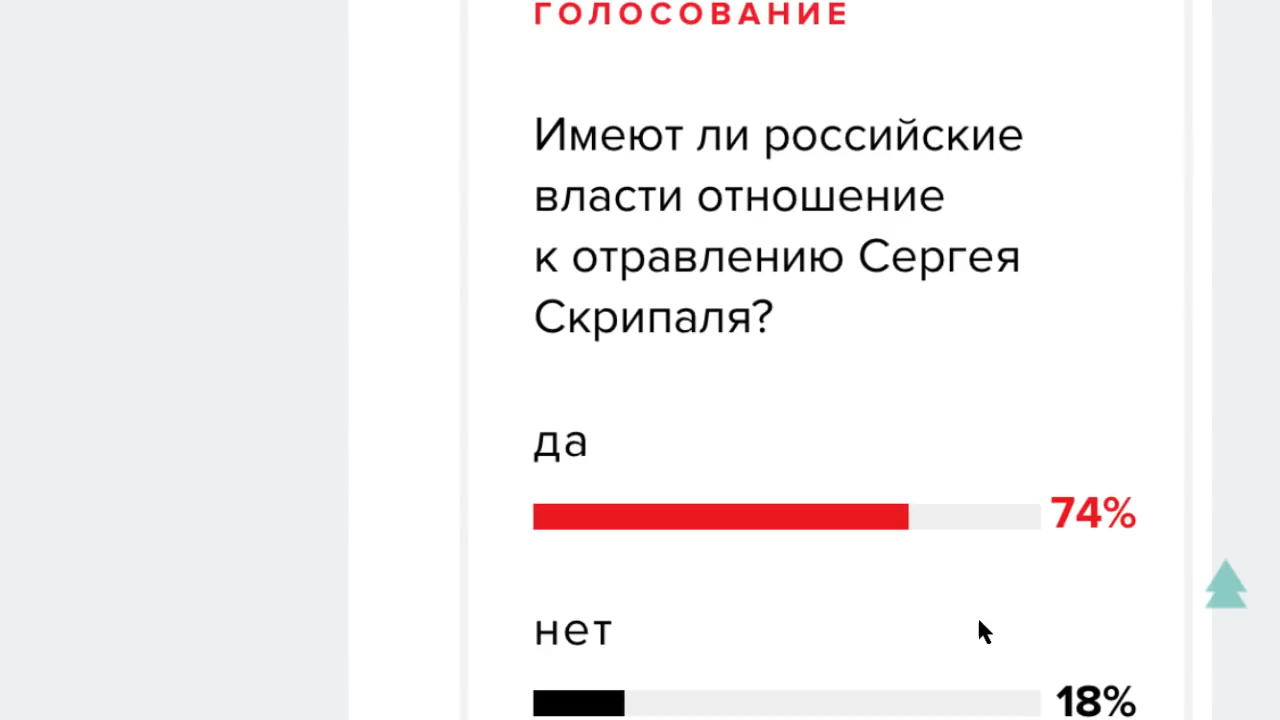 ГОЛОСОВАНИЕ
Имеют ли российские
власти отношение
к отравлению Сергея
Скрипаля?
да
74%
нет
18%